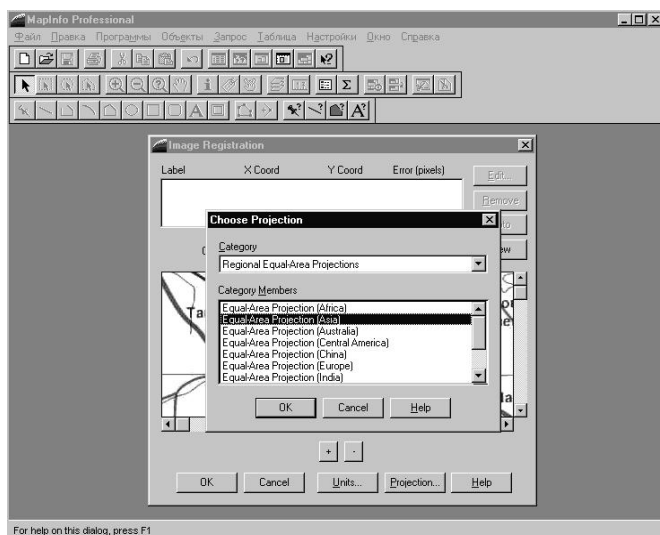 MapInfo Professional
Файл Правка Программы Объекты Запрос Таблица Настройки Окно Справка
Image Registration
Label X Coord Y Coord Error (pixels)
Edit...
Remove
Choose Projection
Category
Regional Equal-Area Projections
Category Members
Equal-Area Projection (Africa)
Equal-Area Projection (Asia)
Equal-Area Projection (Australia)
Equal-Area Projection (Central America)
Equal-Area Projection (China)
Equal-Area Projection (Europe)
Equal-Area Projection (India)
OK Cancel Help
+ -
OK Cancel Units... Projection... Help
For help on this dialog, press F1